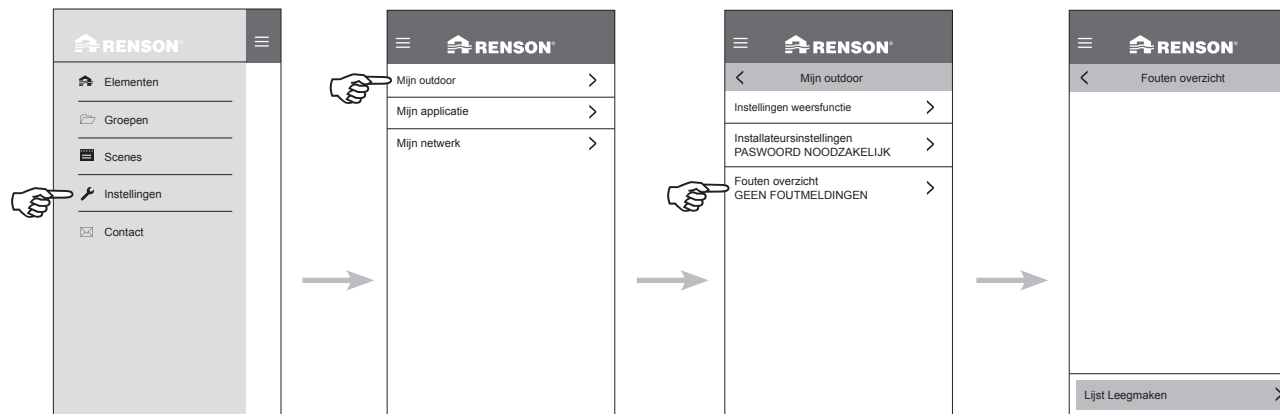 RENSON®
Elementen
Groepen
Scenes
Instellingen
Contact
RENSON®
Mijn outdoor
Mijn applicatie
Mijn netwerk
RENSON®
Mijn outdoor
Instellingen weersfunctie
Installateursinstellingen
PASWOORD NOODZAKELIJK
Fouten overzicht
GEEN FOUTMELDINGEN
RENSON®
Fouten overzicht
Lijst Leegmaken